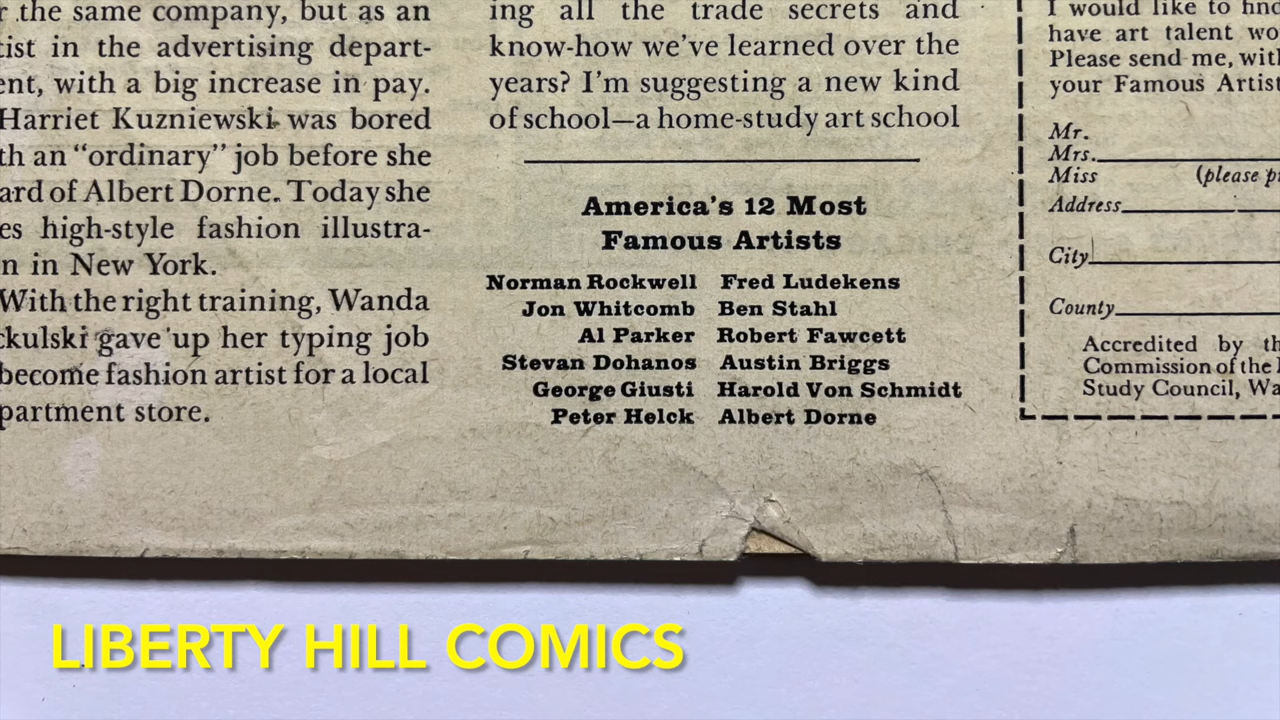 the same company, but as an
tist in the advertising depart-
ent, with a big increase in pay.
Harriet Kuzniewski was bored
th an “ordinary” job before she
ard of Albert Dorne. Today she
es high-style fashion illustra-
n in New York.
With the right training, Wanda
ckulski gave up her typing job
become fashion artist for a local
partment store.
ing all the trade secrets and
know-how we’ve learned over the
years? I’m suggesting a new kind
of school—a home-study art school
America’s 12 Most
Famous Artists
Norman Rockwell Fred Ludekens
Jon Whitcomb Ben Stahl
Al Parker Robert Fawcett
Stevan Dohanos Austin Briggs
George Giusti Harold Von Schmidt
Peter Helck Albert Dorne
I would like to find
have art talent wo
Please send me, with
your Famous Artist
Mr.
Mrs.
Miss (please pr
Address
City
County
Accredited by th
Commission of the
Study Council, Wa
LIBERTY HILL COMICS